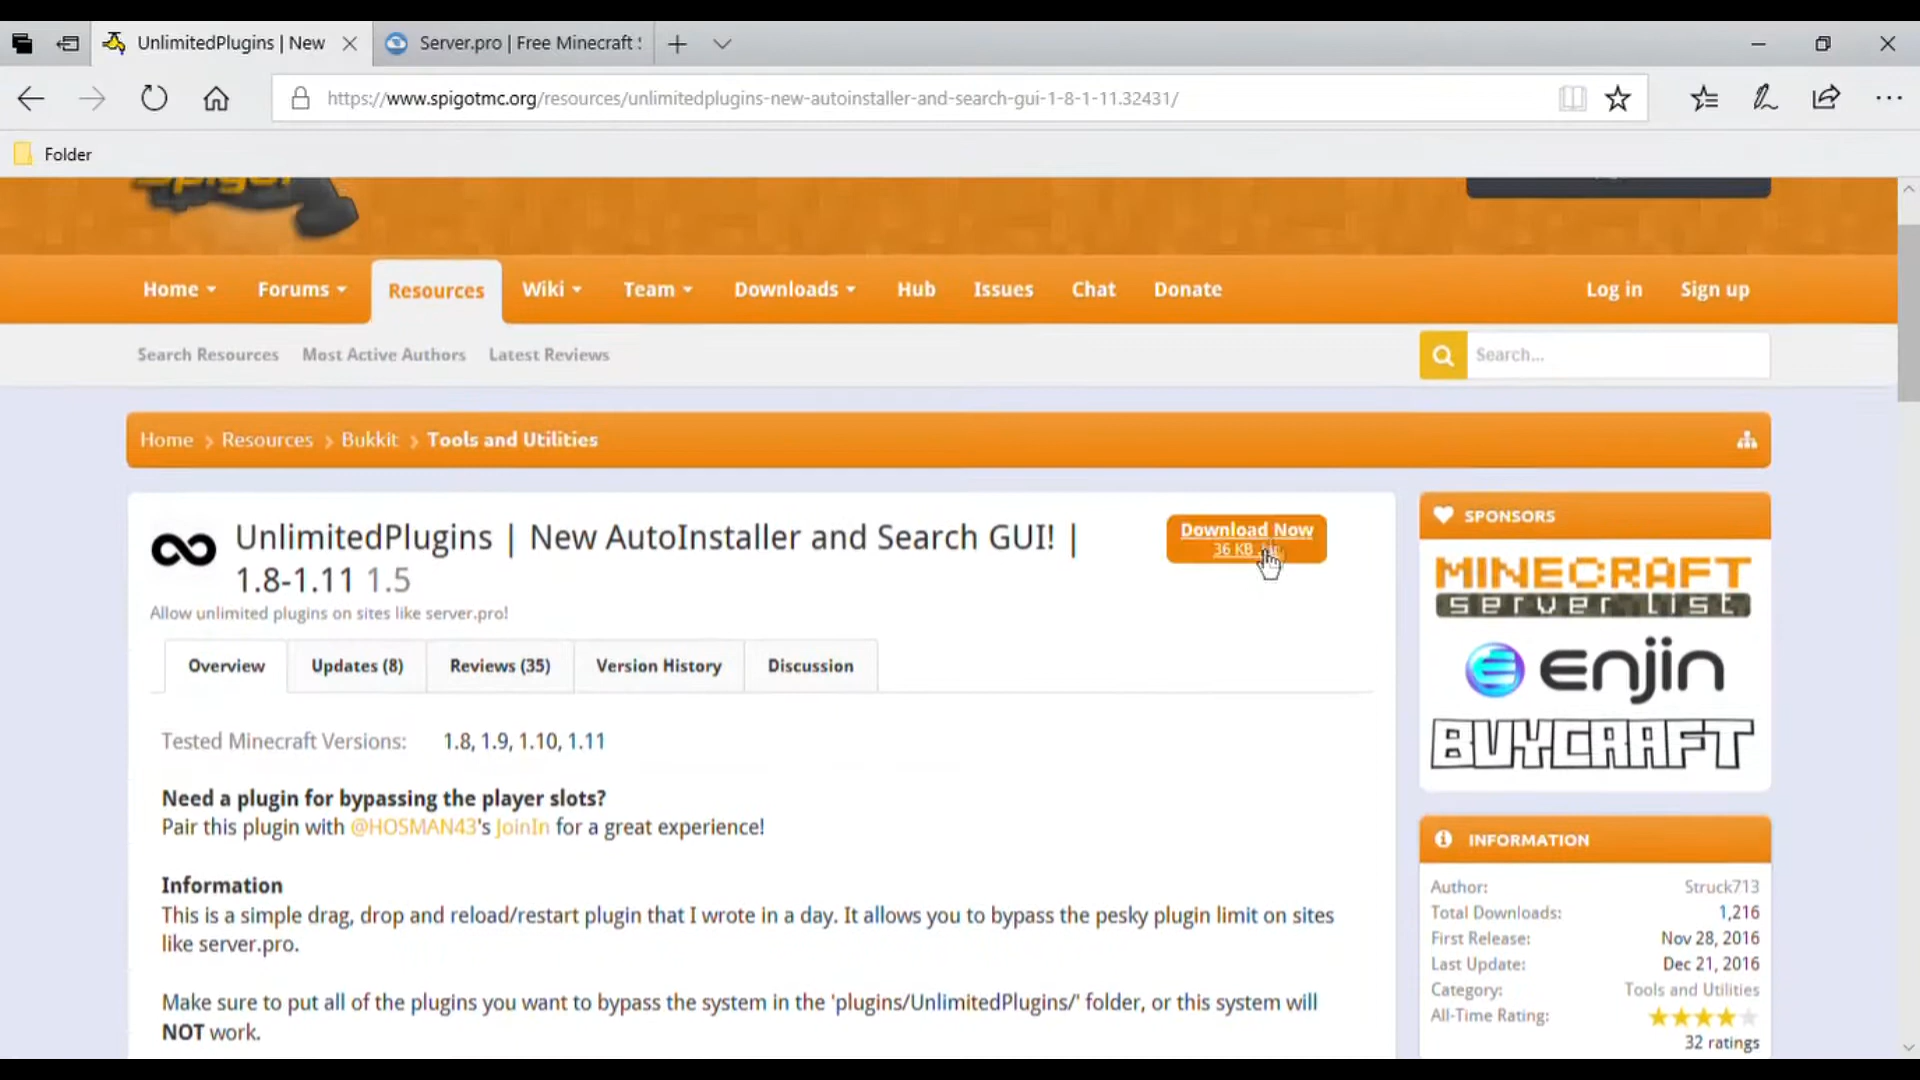 UnlimitedPlugins | New
Server.pro | Free Minecraft
https://www.spigotmc.org/resources/unlimitedplugins-new-autoinstaller-and-search-gui-1-8-1-11.32431/
Folder
Spigot
Home Forums Resources Wiki Team Downloads Hub Issues Chat Donate Log in Sign up
Search Resources Most Active Authors Latest Reviews Search...
Home > Resources > Bukkit > Tools and Utilities
UnlimitedPlugins | New AutoInstaller and Search GUI! |
1.8-1.11 1.5
Allow unlimited plugins on sites like server.pro!
Download Now
36 KB
Overview Updates (8) Reviews (35) Version History Discussion
Tested Minecraft Versions: 1.8, 1.9, 1.10, 1.11
Need a plugin for bypassing the player slots?
Pair this plugin with @HOSMAN43's JoinIn for a great experience!
Information
This is a simple drag, drop and reload/restart plugin that I wrote in a day. It allows you to bypass the pesky plugin limit on sites
like server.pro.
Make sure to put all of the plugins you want to bypass the system in the 'plugins/UnlimitedPlugins/' folder, or this system will
NOT work.
SPONSORS
MINECRAFT
server list
enjin
BUYCRAFT
INFORMATION
Author: Struck713
Total Downloads: 1,216
First Release: Nov 28, 2016
Last Update: Dec 21, 2016
Category: Tools and Utilities
All-Time Rating:
32 ratings